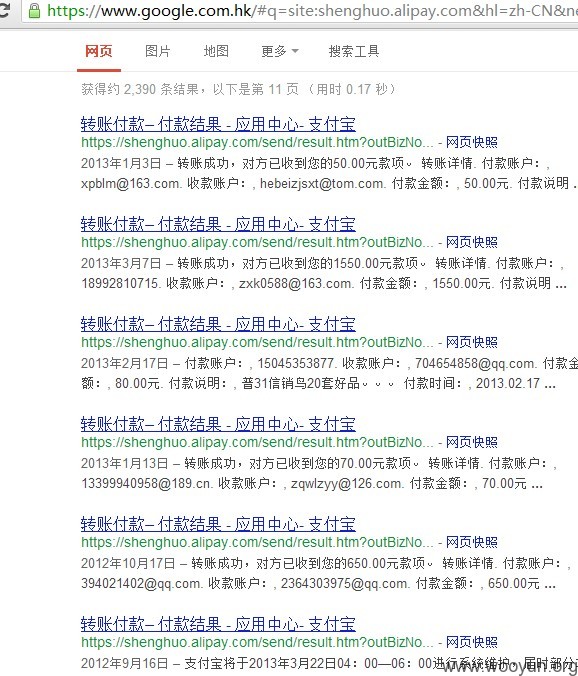 https://www.google.com.hk/#q=site:shenghuo.alipay.com&hl=zh-CN&ne
网页 图片 地图 更多 搜索工具
获得约 2,390 条结果，以下是第 11 页 （用时 0.17 秒）
转账付款– 付款结果 - 应用中心- 支付宝
https://shenghuo.alipay.com/send/result.htm?outBizNo... - 网页快照
2013年1月3日 – 转账成功，对方已收到您的50.00元款项。 转账详情. 付款账户：,
xpblm@163.com. 收款账户：, hebeizjsxt@tom.com. 付款金额：, 50.00元. 付款说明 ...
转账付款– 付款结果 - 应用中心- 支付宝
https://shenghuo.alipay.com/send/result.htm?outBizNo... - 网页快照
2013年3月7日 – 转账成功，对方已收到您的1550.00元款项。 转账详情. 付款账户：,
18992810715. 收款账户：, zxk0588@163.com. 付款金额：, 1550.00元. 付款说明 ...
转账付款– 付款结果 - 应用中心- 支付宝
https://shenghuo.alipay.com/send/result.htm?outBizNo... - 网页快照
2013年2月17日 – 付款账户：, 15045353877. 收款账户：, 704654858@qq.com. 付款金
额：, 80.00元. 付款说明：, 普31信销鸟20套好品。。。 付款时间：, 2013.02.17 ...
转账付款– 付款结果 - 应用中心- 支付宝
https://shenghuo.alipay.com/send/result.htm?outBizNo... - 网页快照
2013年1月13日 – 转账成功，对方已收到您的70.00元款项。 转账详情. 付款账户：,
13399940958@189.cn. 收款账户：, zqwlzyy@126.com. 付款金额：, 70.00元 ...
转账付款– 付款结果 - 应用中心- 支付宝
https://shenghuo.alipay.com/send/result.htm?outBizNo... - 网页快照
2012年10月17日 – 转账成功，对方已收到您的650.00元款项。 转账详情. 付款账户：,
394021402@qq.com. 收款账户：, 2364303975@qq.com. 付款金额：, 650.00元 ...
转账付款– 付款结果 - 应用中心- 支付宝
https://shenghuo.alipay.com/send/result.htm?outBizNo... - 网页快照
2012年9月16日 – 支付宝将于2013年3月22日04：00—06：00进行系统维护，届时部分
www.wooyun.org